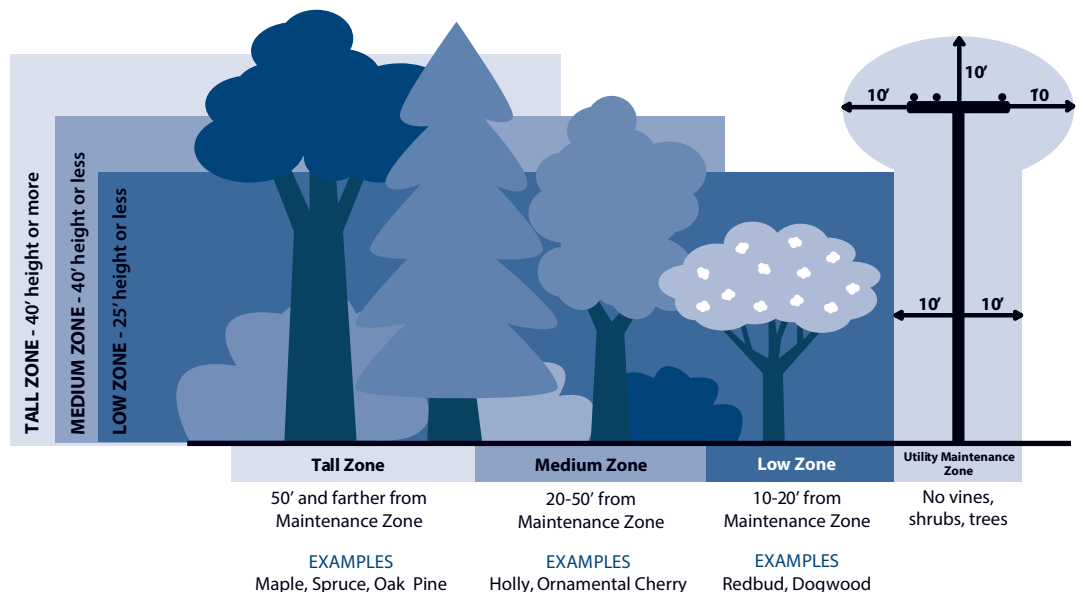 TALL ZONE - 40' height or more
MEDIUM ZONE - 40' height or less
LOW ZONE - 25' height or less
10'
10'
10
10'
10'
Tall Zone
50' and farther from
Maintenance Zone
EXAMPLES
Maple, Spruce, Oak Pine
Medium Zone
20-50' from
Maintenance Zone
EXAMPLES
Holly, Ornamental Cherry
Low Zone
10-20' from
Maintenance Zone
EXAMPLES
Redbud, Dogwood
Utility Maintenance
Zone
No vines,
shrubs, trees